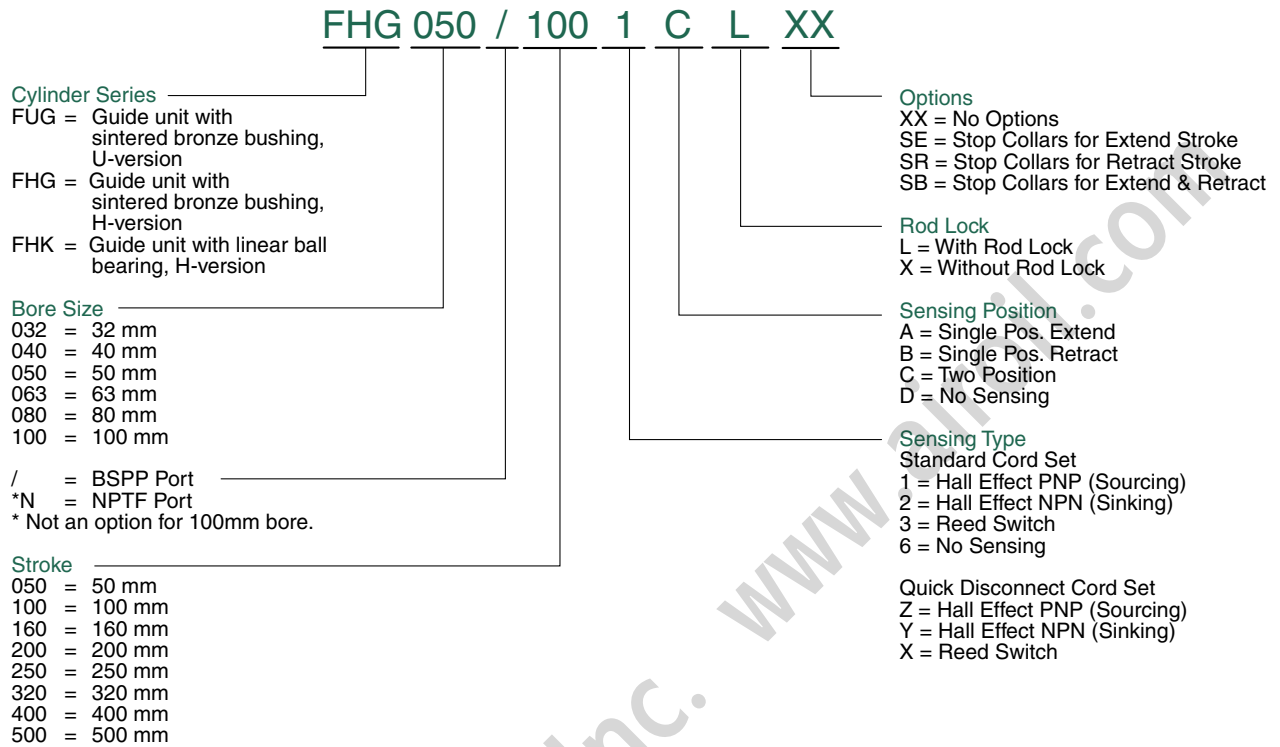 FHG 050 / 100 1 C L XX
Cylinder Series
FUG = Guide unit with
sintered bronze bushing,
U-version
FHG = Guide unit with
sintered bronze bushing,
H-version
FHK = Guide unit with linear ball
bearing, H-version
Bore Size
032 = 32 mm
040 = 40 mm
050 = 50 mm
063 = 63 mm
080 = 80 mm
100 = 100 mm
/ = BSPP Port
*N = NPTF Port
* Not an option for 100mm bore.
Stroke
050 = 50 mm
100 = 100 mm
160 = 160 mm
200 = 200 mm
250 = 250 mm
320 = 320 mm
400 = 400 mm
500 = 500 mm
Options
XX = No Options
SE = Stop Collars for Extend Stroke
SR = Stop Collars for Retract Stroke
SB = Stop Collars for Extend & Retract
Rod Lock
L = With Rod Lock
X = Without Rod Lock
Sensing Position
A = Single Pos. Extend
B = Single Pos. Retract
C = Two Position
D = No Sensing
Sensing Type
Standard Cord Set
1 = Hall Effect PNP (Sourcing)
2 = Hall Effect NPN (Sinking)
3 = Reed Switch
6 = No Sensing
Quick Disconnect Cord Set
Z = Hall Effect PNP (Sourcing)
Y = Hall Effect NPN (Sinking)
X = Reed Switch
nc. www.airoil.com